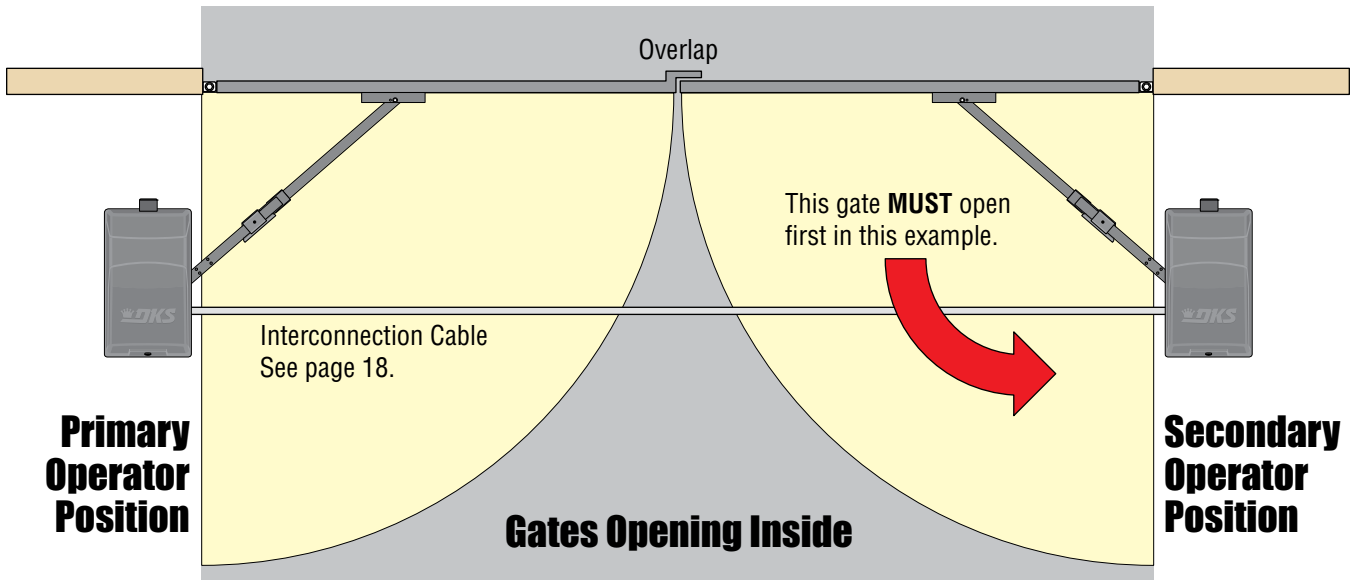 Overlap
This gate MUST open
first in this example.
DKS
DKS
Interconnection Cable
See page 18.
Primary
Operator
Position
Secondary
Operator
Position
Gates Opening Inside